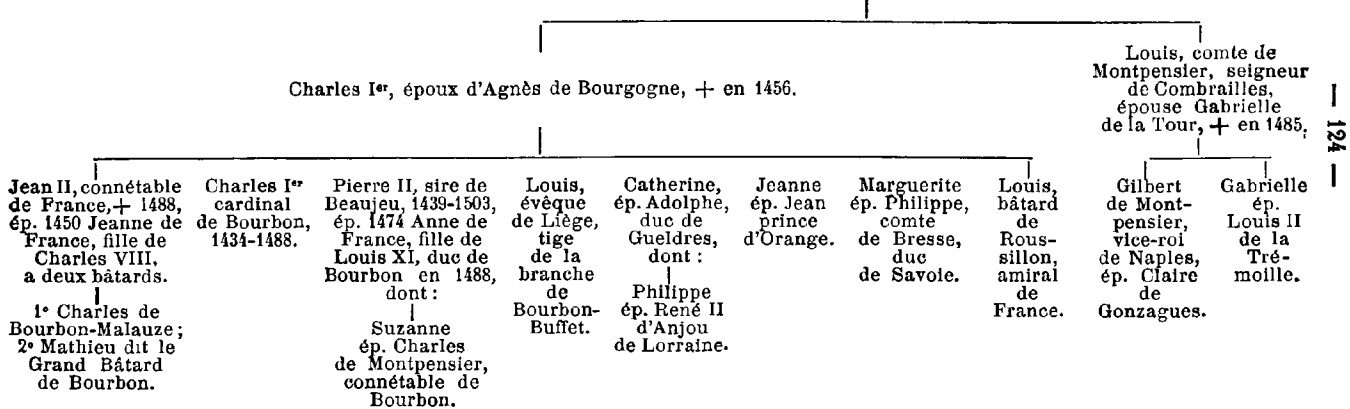 Charles Ier, époux d'Agnès de Bourgogne, + en 1456.
Louis, comte de
Montpensier, seigneur
de Combrailles,
épouse Gabrielle
de la Tour, + en 1485.
— 124 —
Jean II, connétable
de France, + 1488,
ép. 1450 Jeanne de
France, fille de
Charles VIII,
a deux bâtards.
1° Charles de
Bourbon-Malauze;
2° Mathieu dit le
Grand Bâtard
de Bourbon.
Charles Ier
cardinal
de Bourbon,
1434-1488.
Pierre II, sire de
Beaujeu, 1439-1503,
ép. 1474 Anne de
France, fille de
Louis XI, duc de
Bourbon en 1488,
dont :
Suzanne
ép. Charles
de Montpensier,
connétable de
Bourbon.
Louis,
évêque
de Liège,
tige
de la
branche
de
Bourbon-
Buffet.
Catherine,
ép. Adolphe,
duc de
Gueldres,
dont :
Philippe
ép. René II
d'Anjou
de Lorraine.
Jeanne
ép. Jean
prince
d'Orange.
Marguerite
ép. Philippe,
comte
de Bresse,
duc
de Savoie.
Louis,
bâtard
de
Rous-
sillon,
amiral
de
France.
Gilbert
de Mont-
pensier,
vice-roi
de Naples,
ép. Claire
de
Gonzagues.
Gabrielle
ép.
Louis II
de la
Tré-
moille.